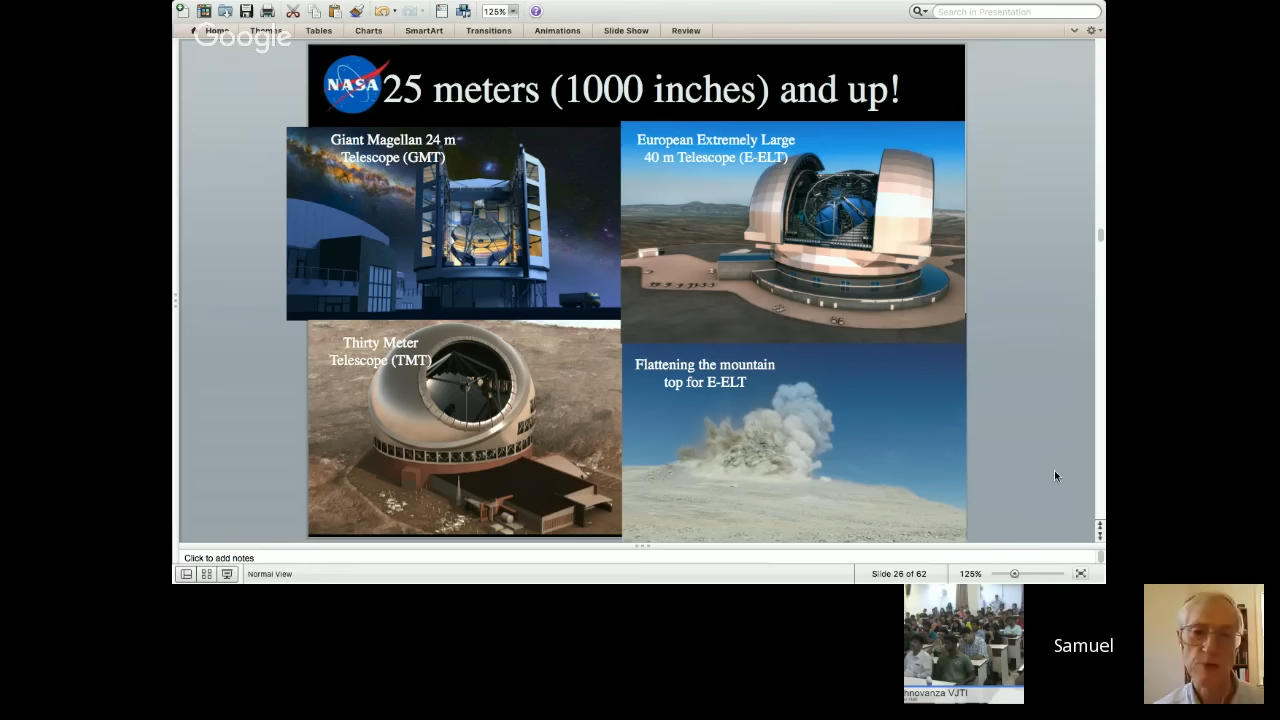 125%
Search in Presentation
Home
Themes
Tables
Charts
SmartArt
Transitions
Animations
Slide Show
Review
Google
NASA
25 meters (1000 inches) and up!
Giant Magellan 24 m
Telescope (GMT)
European Extremely Large
40 m Telescope (E-ELT)
Thirty Meter
Telescope (TMT)
Flattening the mountain
top for E-ELT
Click to add notes
Normal View
Slide 26 of 62
125%
Samuel
hnovanza VJTI